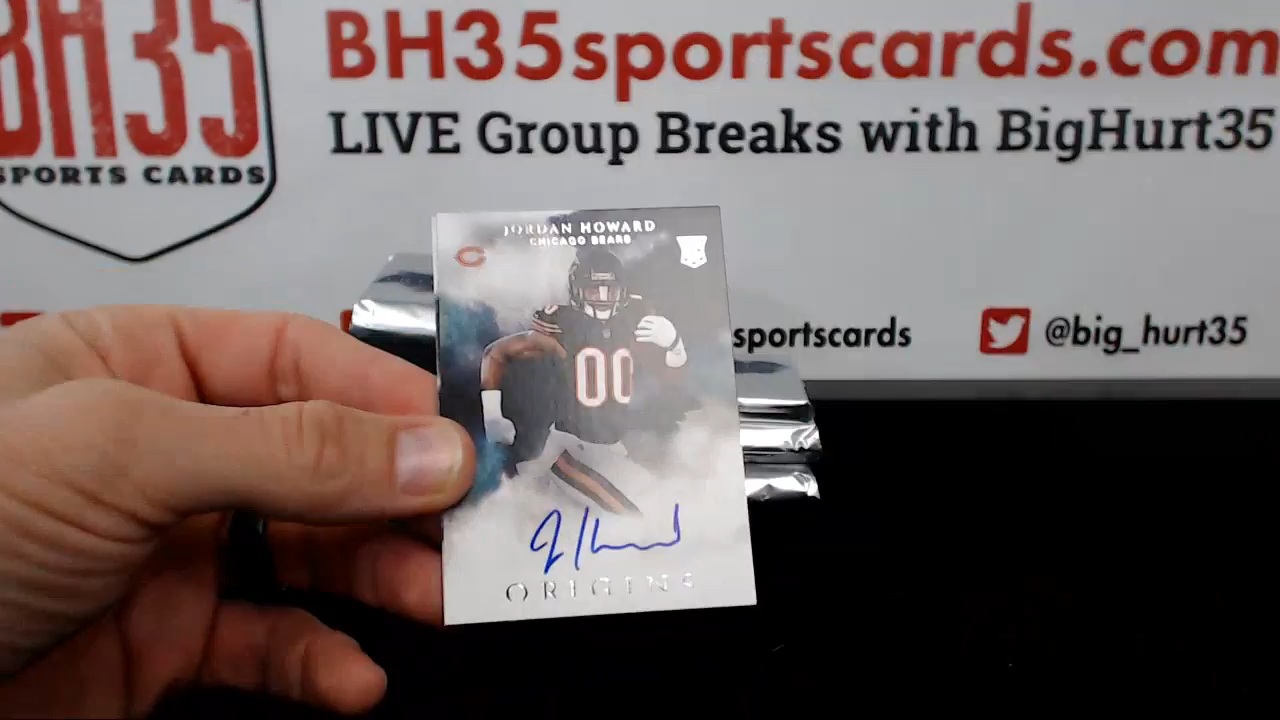 BH35
SPORTS CARDS
BH35sportscards.com
LIVE Group Breaks with BigHurt35
sportscards
@big_hurt35
JORDAN HOWARD
CHICAGO BEARS
00
ORIGINS